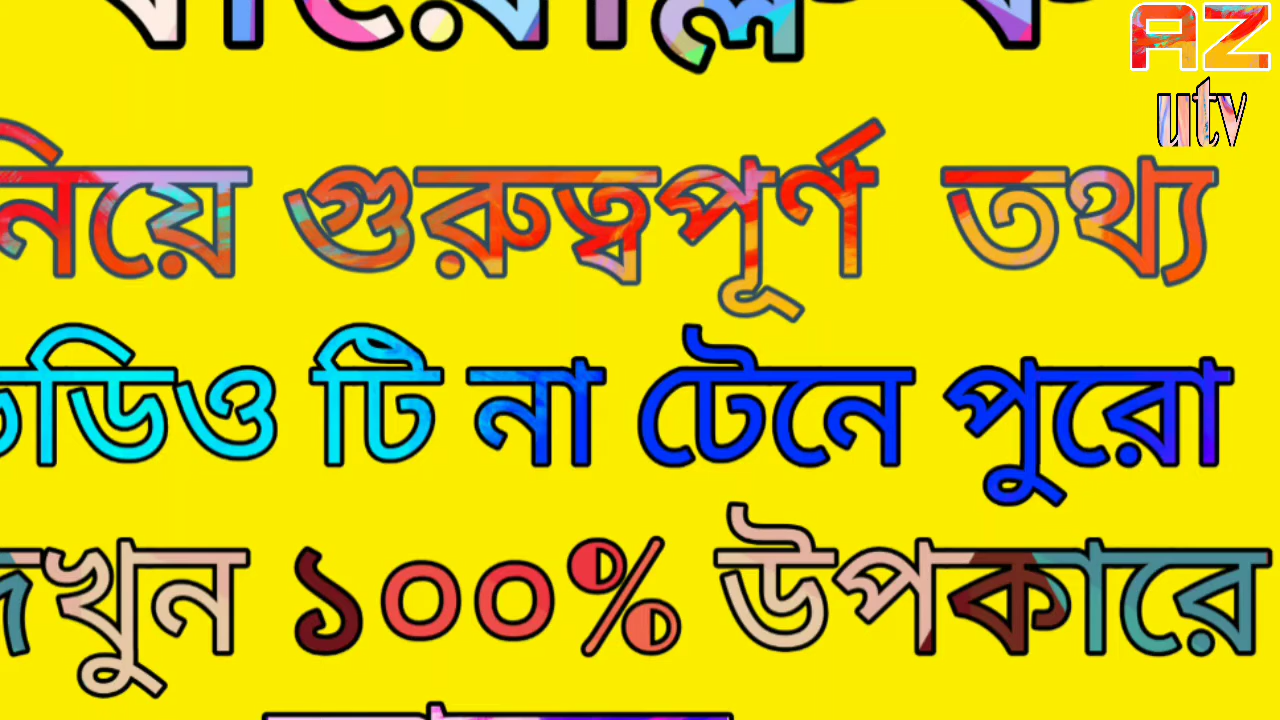 AZ
utv
নিয়ে গুরুত্বপূর্ণ তথ্য
ভিডিও টি না টেনে পুরো
দেখুন ১০০% উপকারে